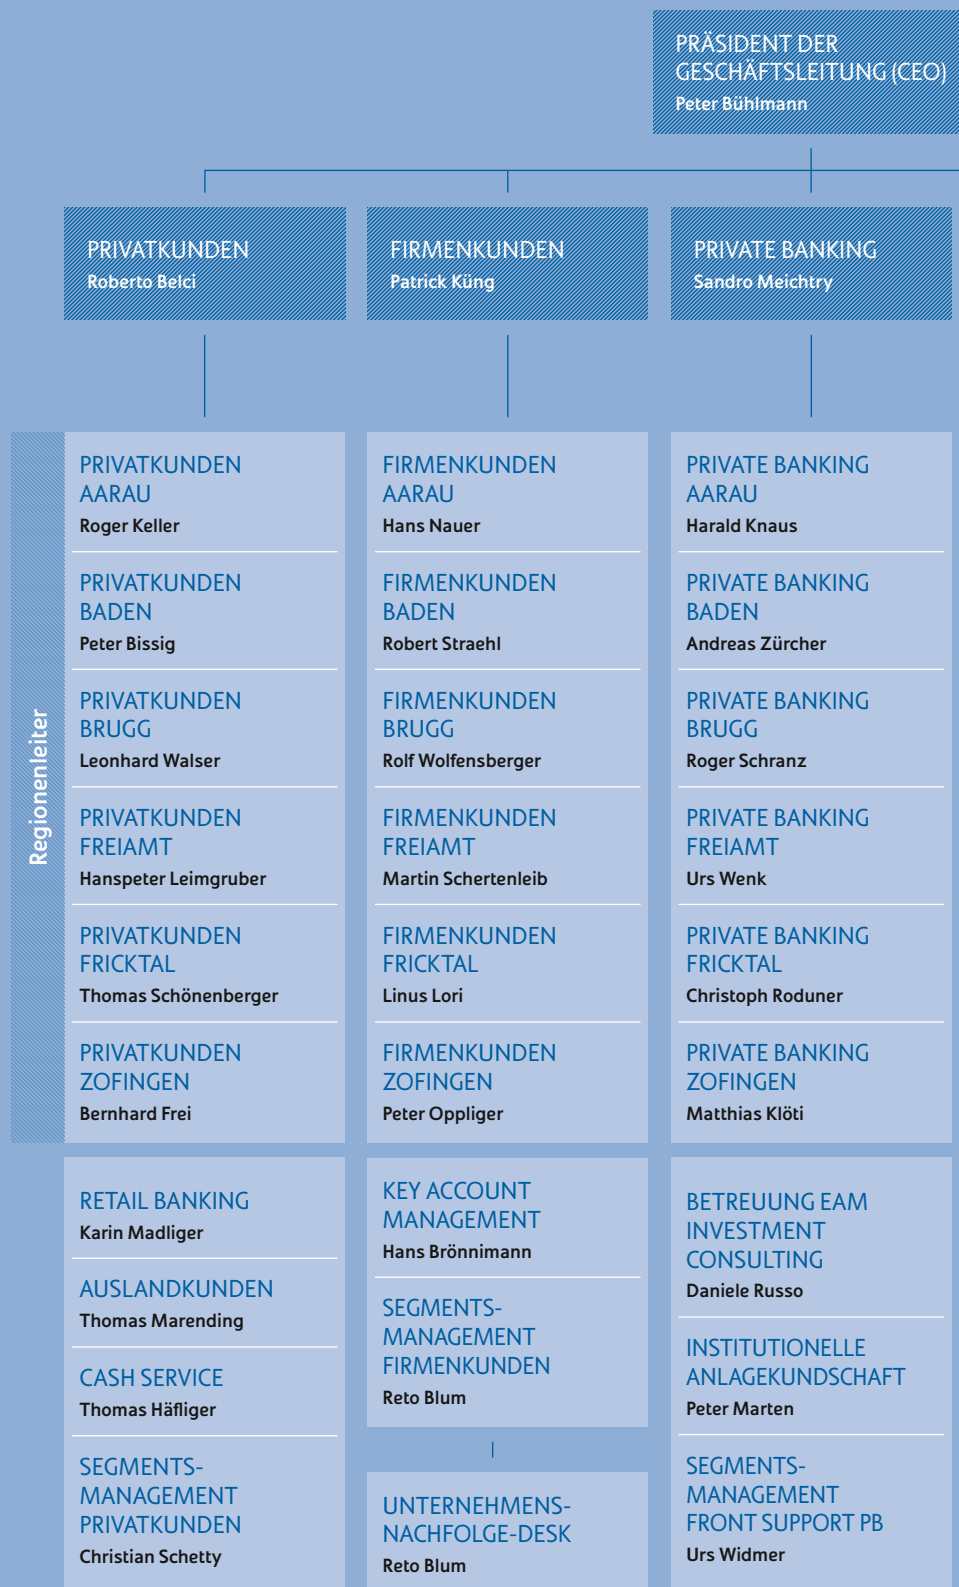 PRÄSIDENT DER
GESCHÄFTSLEITUNG (CEO)
Peter Bühlmann
PRIVATKUNDEN
Roberto Belci
FIRMENKUNDEN
Patrick Küng
PRIVATE BANKING
Sandro Meichtry
Regionenleiter
PRIVATKUNDEN
AARAU
Roger Keller
PRIVATKUNDEN
BADEN
Peter Bissig
PRIVATKUNDEN
BRUGG
Leonhard Walser
PRIVATKUNDEN
FREIAMT
Hanspeter Leimgruber
PRIVATKUNDEN
FRICKTAL
Thomas Schönenberger
PRIVATKUNDEN
ZOFINGEN
Bernhard Frei
RETAIL BANKING
Karin Madliger
AUSLANDKUNDEN
Thomas Marending
CASH SERVICE
Thomas Häfliger
SEGMENTS-
MANAGEMENT
PRIVATKUNDEN
Christian Schetty
FIRMENKUNDEN
AARAU
Hans Nauer
FIRMENKUNDEN
BADEN
Robert Straehl
FIRMENKUNDEN
BRUGG
Rolf Wolfensberger
FIRMENKUNDEN
FREIAMT
Martin Schertenleib
FIRMENKUNDEN
FRICKTAL
Linus Lori
FIRMENKUNDEN
ZOFINGEN
Peter Oppliger
KEY ACCOUNT
MANAGEMENT
Hans Brönnimann
SEGMENTS-
MANAGEMENT
FIRMENKUNDEN
Reto Blum
UNTERNEHMENS-
NACHFOLGE-DESK
Reto Blum
PRIVATE BANKING
AARAU
Harald Knaus
PRIVATE BANKING
BADEN
Andreas Zürcher
PRIVATE BANKING
BRUGG
Roger Schranz
PRIVATE BANKING
FREIAMT
Urs Wenk
PRIVATE BANKING
FRICKTAL
Christoph Roduner
PRIVATE BANKING
ZOFINGEN
Matthias Klöti
BETREUUNG EAM
INVESTMENT
CONSULTING
Daniele Russo
INSTITUTIONELLE
ANLAGEKUNDSCHAFT
Peter Marten
SEGMENTS-
MANAGEMENT
FRONT SUPPORT PB
Urs Widmer